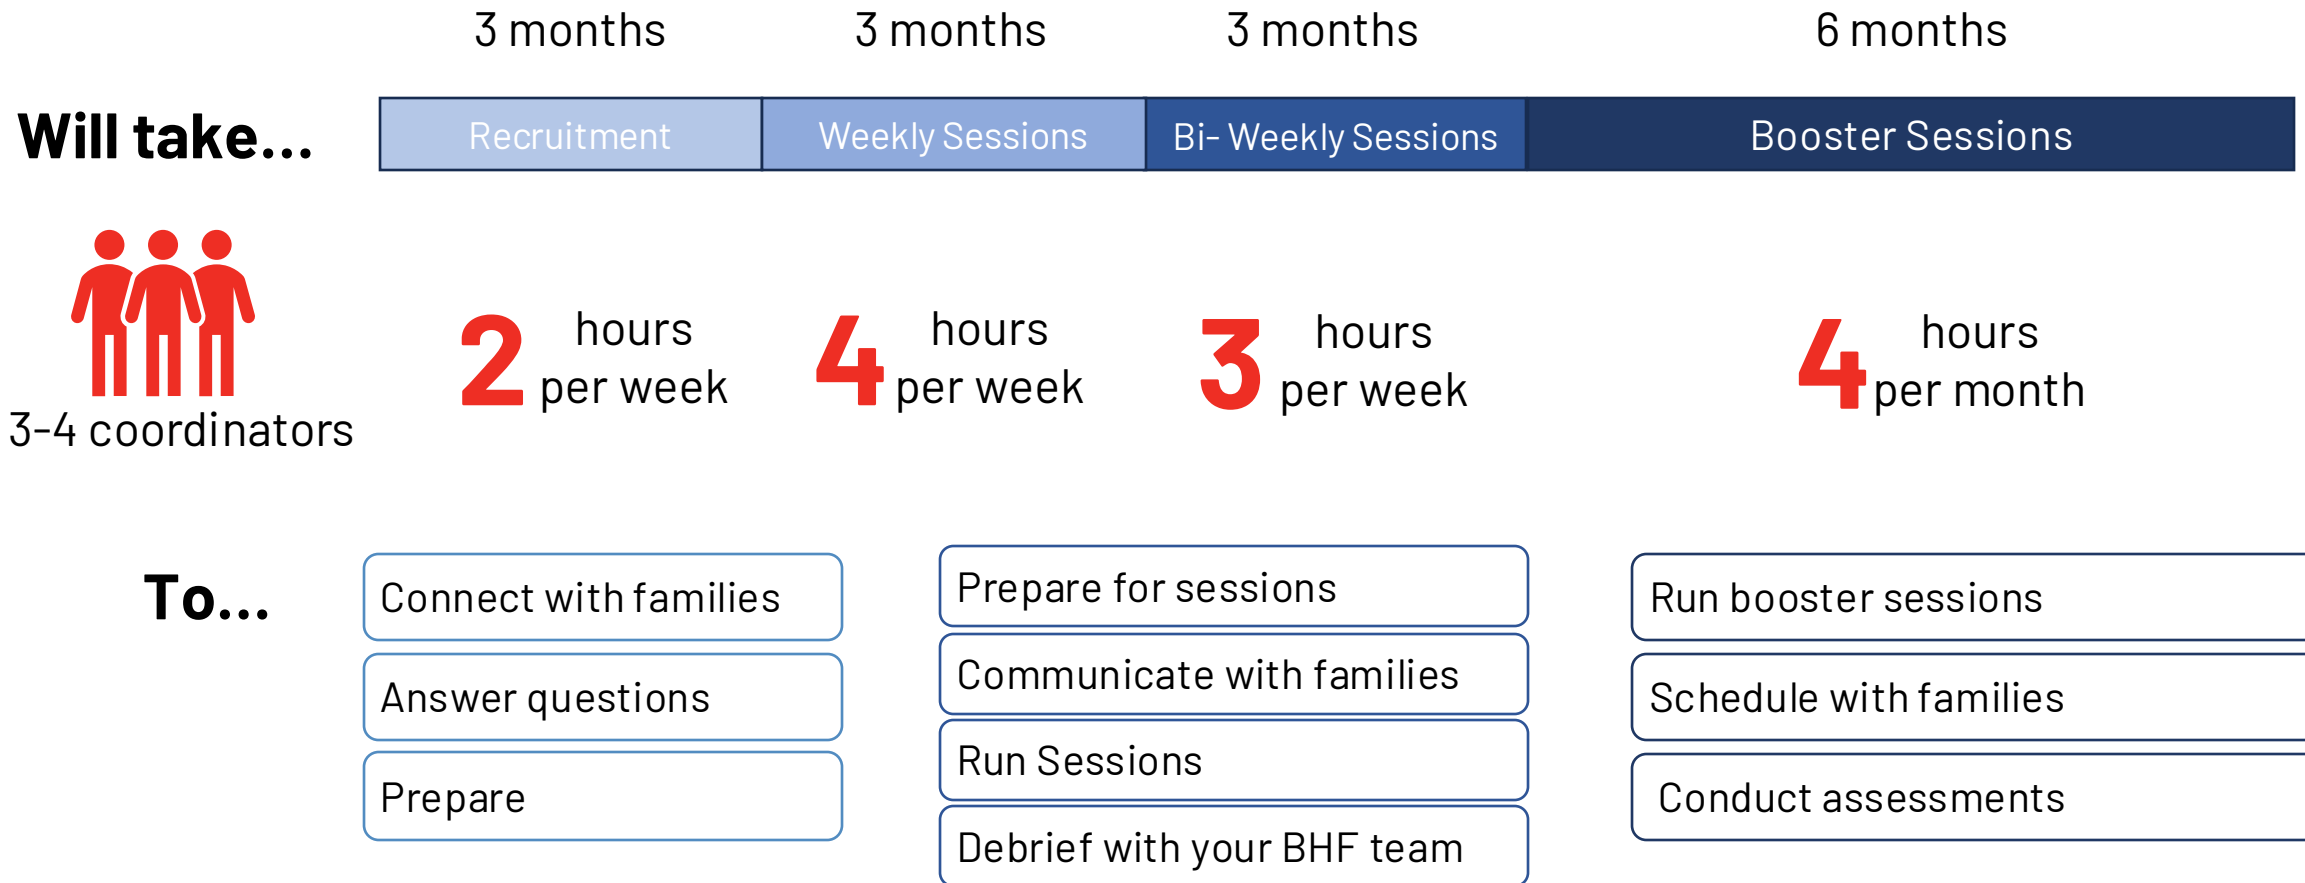 3 months
3 months
3 months
6 months
Will take...
Recruitment
Weekly Sessions
Bi- Weekly Sessions
Booster Sessions
3-4 coordinators
2 hours
per week
4 hours
per week
3 hours
per week
4 hours
per month
To...
Connect with families
Answer questions
Prepare
Prepare for sessions
Communicate with families
Run Sessions
Debrief with your BHF team
Run booster sessions
Schedule with families
Conduct assessments